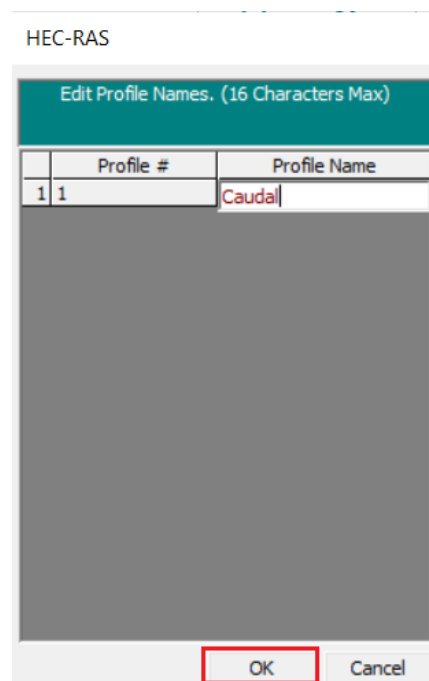 HEC-RAS
Edit Profile Names. (16 Characters Max)
Profile # Profile Name
1 1 Caudal
OK Cancel